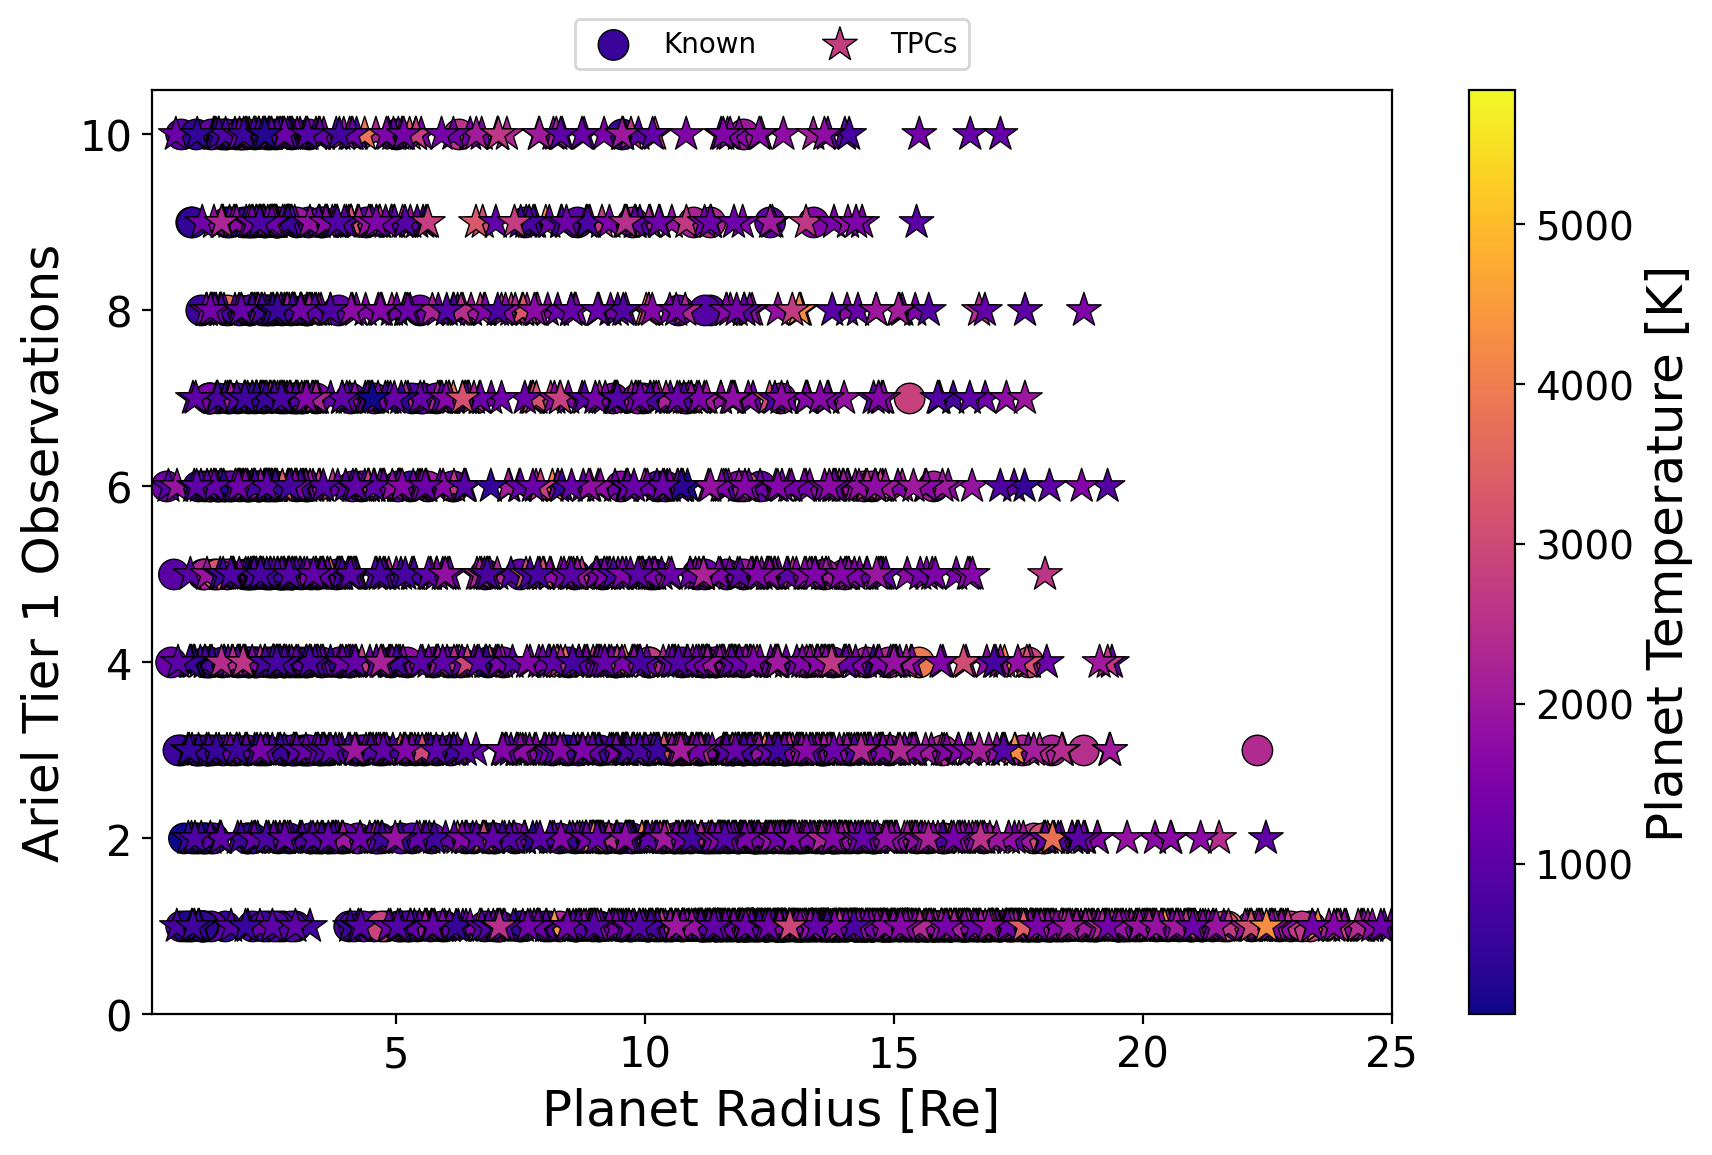 Known TPCs
10
8
6
4
2
0
5 10 15 20 25
Planet Radius [Re]
Ariel Tier 1 Observations
5000
4000
3000
2000
1000
Planet Temperature [K]